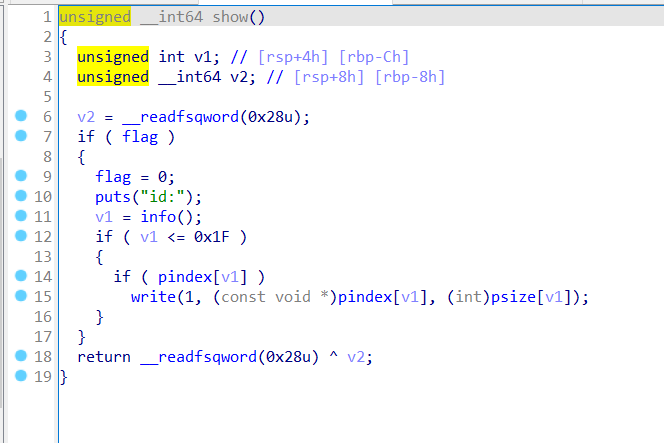 1 unsigned __int64 show()
2 {
3 unsigned int v1; // [rsp+4h] [rbp-Ch]
4 unsigned __int64 v2; // [rsp+8h] [rbp-8h]
5
6 v2 = __readfsqword(0x28u);
7 if ( flag )
8 {
9 flag = 0;
10 puts("id:");
11 v1 = info();
12 if ( v1 <= 0x1F )
13 {
14 if ( pindex[v1] )
15 write(1, (const void *)pindex[v1], (int)psize[v1]);
16 }
17 }
18 return __readfsqword(0x28u) ^ v2;
19 }